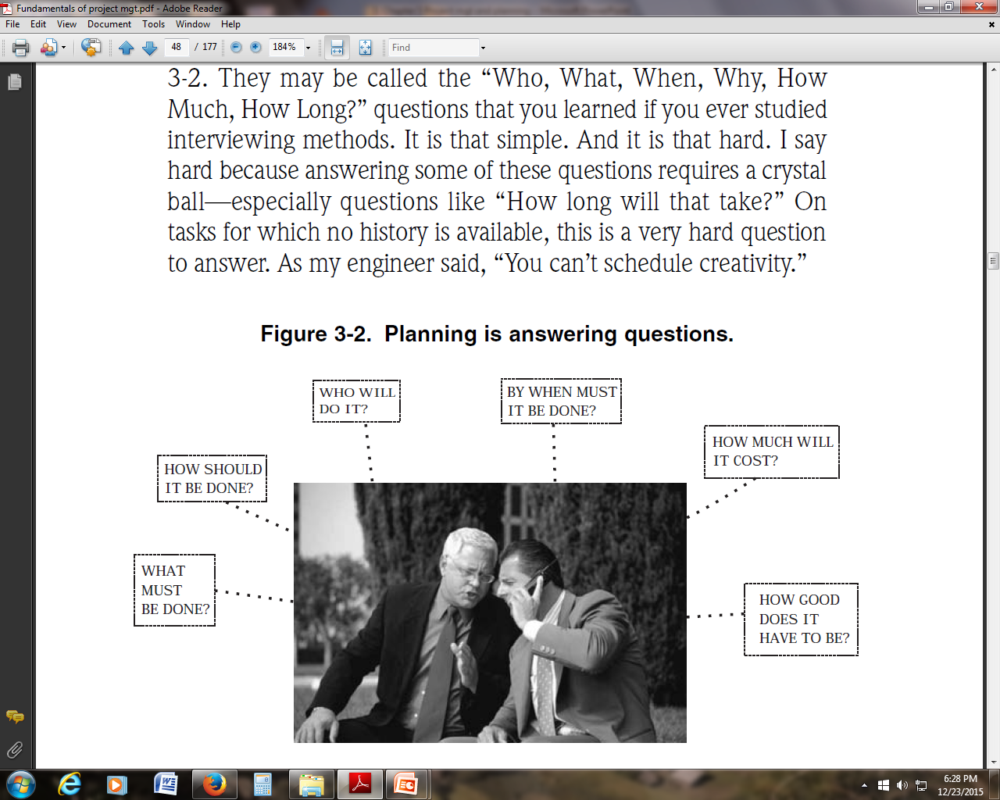 Fundamentals of project mgt.pdf - Adobe Reader
File Edit View Document Tools Window Help
48 / 177 184% Find
3-2. They may be called the “Who, What, When, Why, How
Much, How Long?” questions that you learned if you ever studied
interviewing methods. It is that simple. And it is that hard. I say
hard because answering some of these questions requires a crystal
ball—especially questions like “How long will that take?” On
tasks for which no history is available, this is a very hard question
to answer. As my engineer said, “You can’t schedule creativity.”
Figure 3-2. Planning is answering questions.
WHO WILL
DO IT?
BY WHEN MUST
IT BE DONE?
HOW MUCH WILL
IT COST?
HOW SHOULD
IT BE DONE?
WHAT
MUST
BE DONE?
HOW GOOD
DOES IT
HAVE TO BE?
6:28 PM
12/23/2015